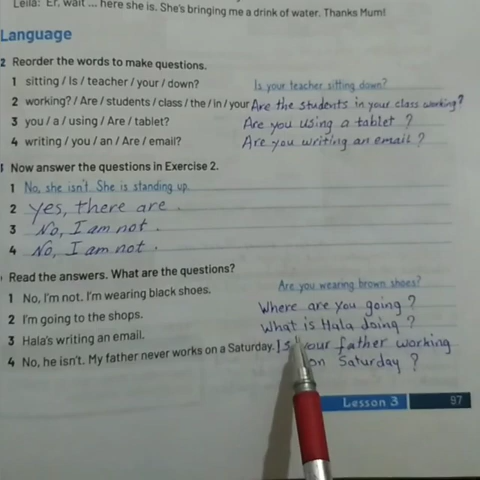 Leila: Er, wait ... here she is. She's bringing me a drink of water. Thanks Mum!
Language
2 Reorder the words to make questions.
1 sitting / Is / teacher / your / down? Is your teacher sitting down?
2 working? / Are / students / class / the / in / your Are the students in your class working?
3 you / a / using / Are / tablet? Are you using a tablet ?
4 writing / you / an / Are / email? Are you writing an email ?
Now answer the questions in Exercise 2.
1 No, she isn't. She is standing up.
2 Yes, there are .
3 No, I am not .
4 No, I am not .
Read the answers. What are the questions?
1 No, I'm not. I'm wearing black shoes. Are you wearing brown shoes?
2 I'm going to the shops. Where are you going ?
3 Hala's writing an email. What is Hala doing ?
4 No, he isn't. My father never works on a Saturday. Is your father working
on Saturday ?
Lesson 3 97